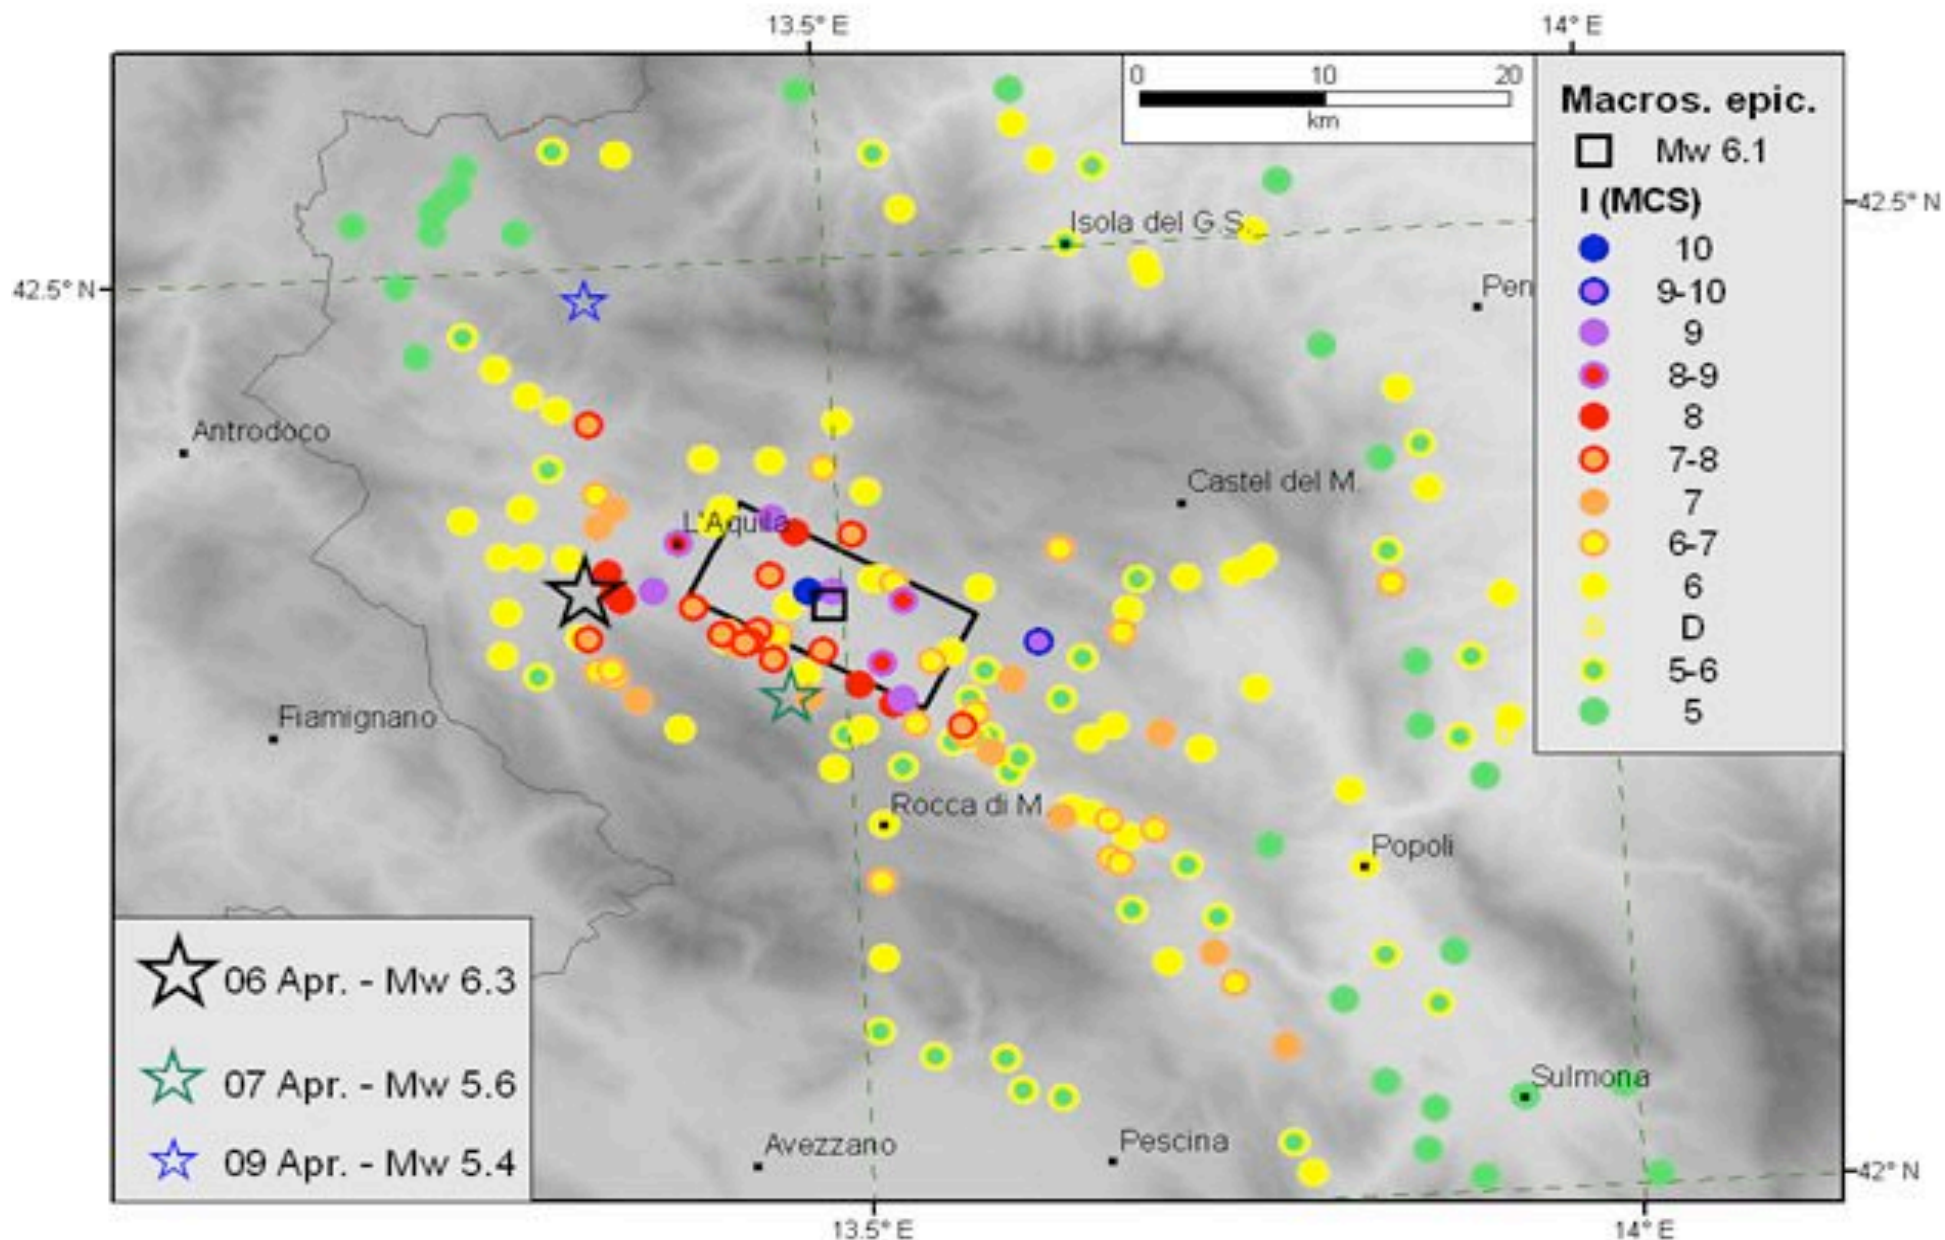 13.5° E
14° E
0 10 20
km
Macros. epic.
Mw 6.1
I (MCS)
10
9-10
9
8-9
8
7-8
7
6-7
6
D
5-6
5
42.5° N
Isola del G.S.
42.5° N
Pen
Antrodoco
Castel del M.
L'Aquila
Fiamignano
Rocca di M.
Popoli
06 Apr. - Mw 6.3
07 Apr. - Mw 5.6
09 Apr. - Mw 5.4
Sulmona
Avezzano
Pescina
42° N
13.5° E
14° E